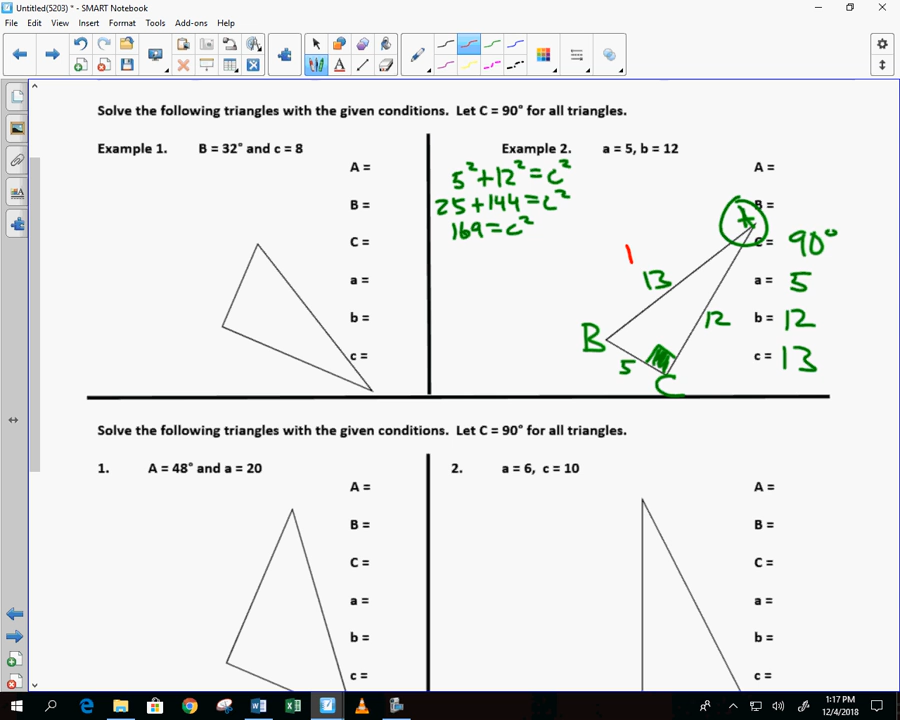 Untitled(5203) * - SMART Notebook
File Edit View Insert Format Tools Add-ons Help
Solve the following triangles with the given conditions. Let C = 90° for all triangles.
Example 1. B = 32° and c = 8
A =
B =
C =
a =
b =
c =
Example 2. a = 5, b = 12
5² + 12² = c²
25 + 144 = c²
169 = c²
A =
B =
C = 90°
a = 5
b = 12
c = 13
A
13
12
B
5
C
Solve the following triangles with the given conditions. Let C = 90° for all triangles.
1. A = 48° and a = 20
A =
B =
C =
a =
b =
c =
2. a = 6, c = 10
A =
B =
C =
a =
b =
c =
1:17 PM
12/4/2018